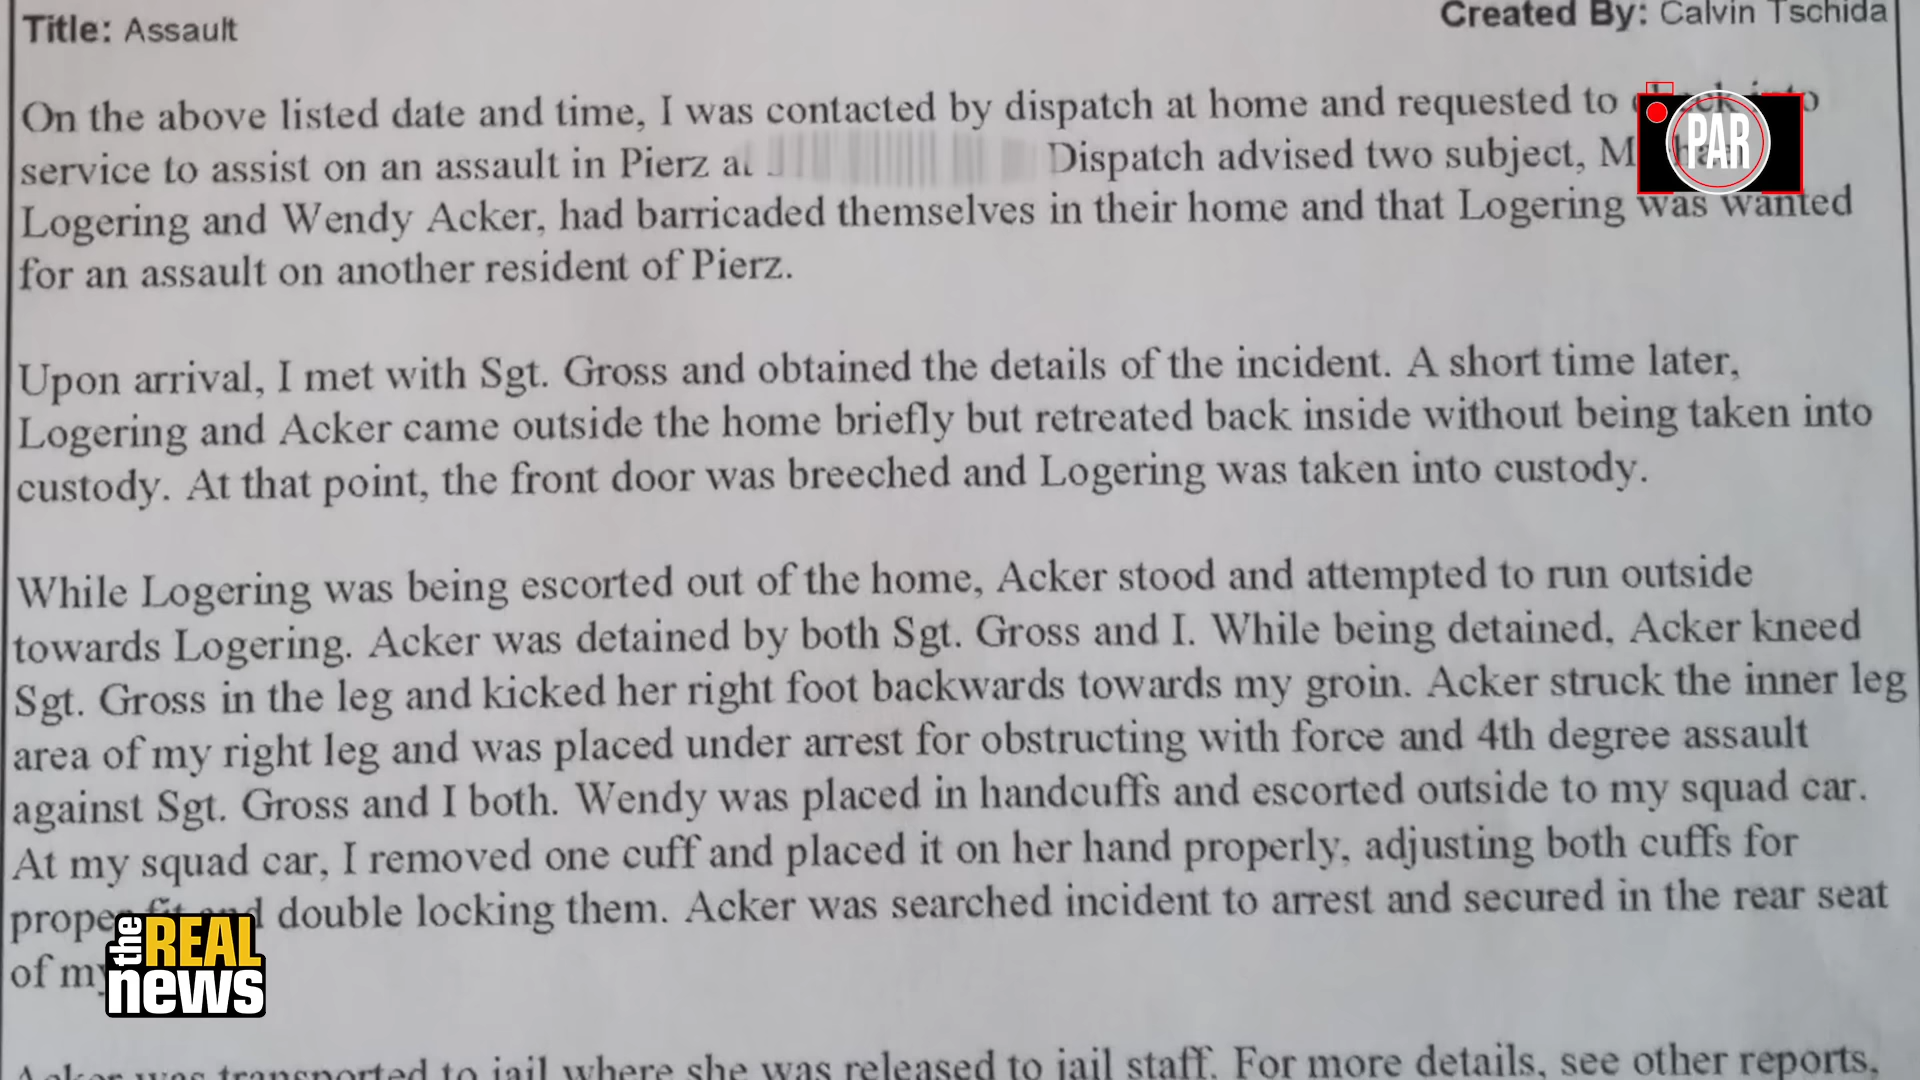 Title: Assault
Created By: Calvin Tschida
On the above listed date and time, I was contacted by dispatch at home and requested to
service to assist on an assault in Pierz Dispatch advised two subject,
Logering and Wendy Acker, had barricaded themselves in their home and that Logering was wanted
for an assault on another resident of Pierz.
Upon arrival, I met with Sgt. Gross and obtained the details of the incident. A short time later,
Logering and Acker came outside the home briefly but retreated back inside without being taken into
custody. At that point, the front door was breeched and Logering was taken into custody.
While Logering was being escorted out of the home, Acker stood and attempted to run outside
towards Logering. Acker was detained by both Sgt. Gross and I. While being detained, Acker kneed
Sgt. Gross in the leg and kicked her right foot backwards towards my groin. Acker struck the inner leg
area of my right leg and was placed under arrest for obstructing with force and 4th degree assault
against Sgt. Gross and I both. Wendy was placed in handcuffs and escorted outside to my squad car.
At my squad car, I removed one cuff and placed it on her hand properly, adjusting both cuffs for
double locking them. Acker was searched incident to arrest and secured in the rear seat
of
Acker was transported to jail where she was released to jail staff. For more details, see other reports.
PAR
the REAL
news